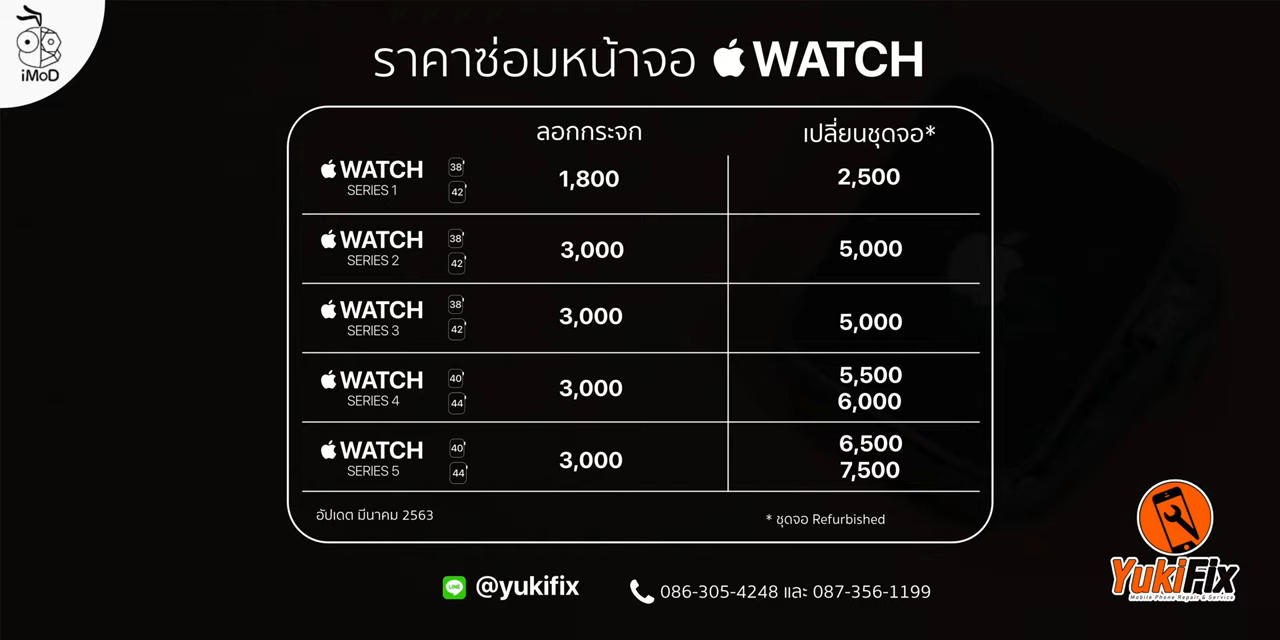 iMoD
ราคาซ่อมหน้าจอ WATCH
ลอกกระจก เปลี่ยนชุดจอ*
WATCH SERIES 1 38 42 1,800 2,500
WATCH SERIES 2 38 42 3,000 5,000
WATCH SERIES 3 38 42 3,000 5,000
WATCH SERIES 4 40 44 3,000 5,500 6,000
WATCH SERIES 5 40 44 3,000 6,500 7,500
อัปเดต มีนาคม 2563
* ชุดจอ Refurbished
LINE @yukifix
086-305-4248 และ 087-356-1199
YukiFix
Mobile Phone Repair & Service